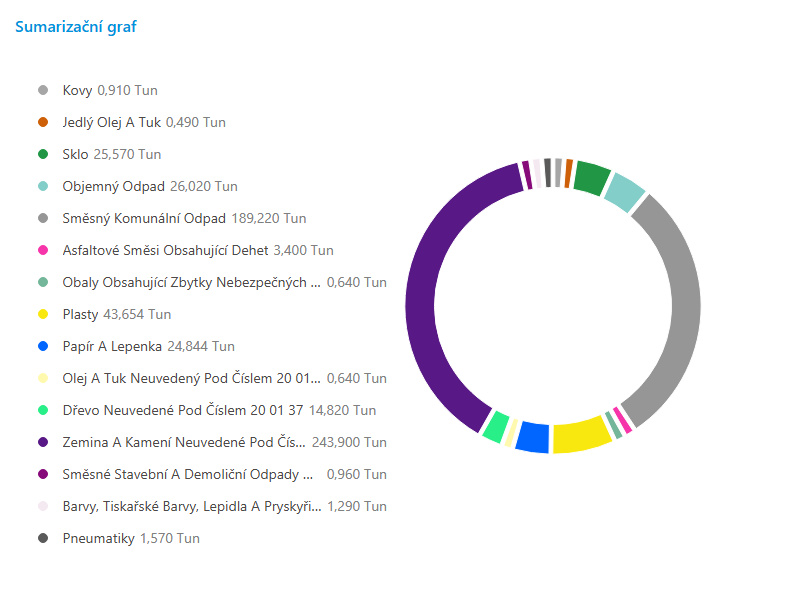 Sumarizační graf
Kovy 0,910 Tun
Jedlý Olej A Tuk 0,490 Tun
Sklo 25,570 Tun
Objemný Odpad 26,020 Tun
Směsný Komunální Odpad 189,220 Tun
Asfaltové Směsi Obsahující Dehet 3,400 Tun
Obaly Obsahující Zbytky Nebezpečných ... 0,640 Tun
Plasty 43,654 Tun
Papír A Lepenka 24,844 Tun
Olej A Tuk Neuvedený Pod Číslem 20 01... 0,640 Tun
Dřevo Neuvedené Pod Číslem 20 01 37 14,820 Tun
Zemina A Kamení Neuvedené Pod Čís... 243,900 Tun
Směsné Stavební A Demoliční Odpady ... 0,960 Tun
Barvy, Tiskařské Barvy, Lepidla A Pryskyři... 1,290 Tun
Pneumatiky 1,570 Tun